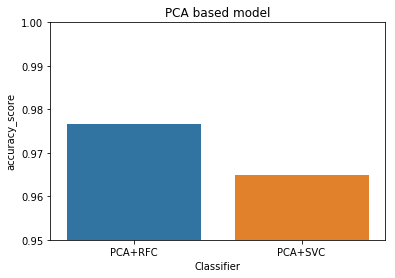 PCA based model
accuracy_score
1.00
0.99
0.98
0.97
0.96
0.95
PCA+RFC PCA+SVC
Classifier